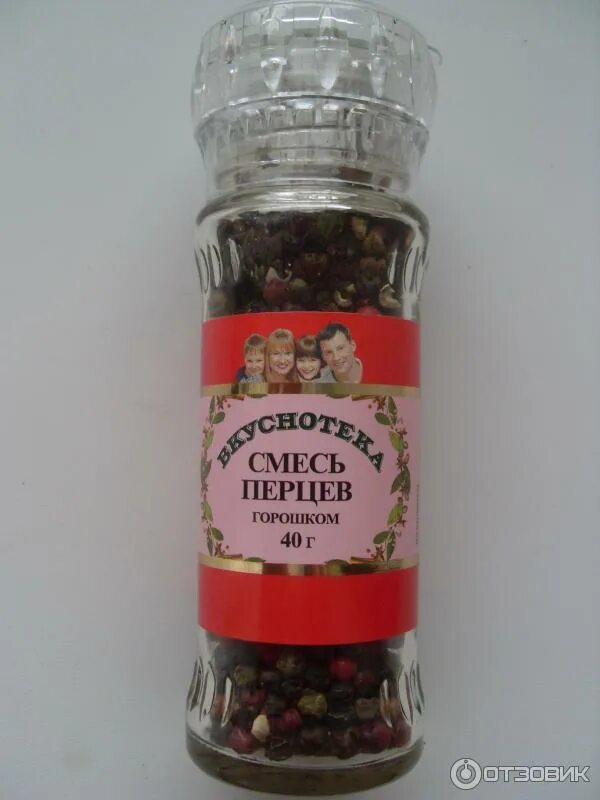 ВКУСНОТЕКА
СМЕСЬ
ПЕРЦЕВ
ГОРОШКОМ
40 г
ОТЗОВИК